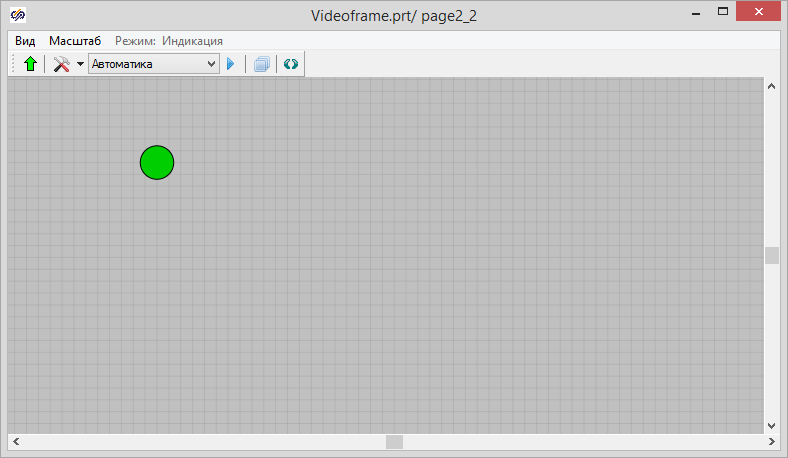 Videoframe.prt/ page2_2
Вид Масштаб Режим: Индикация
Автоматика